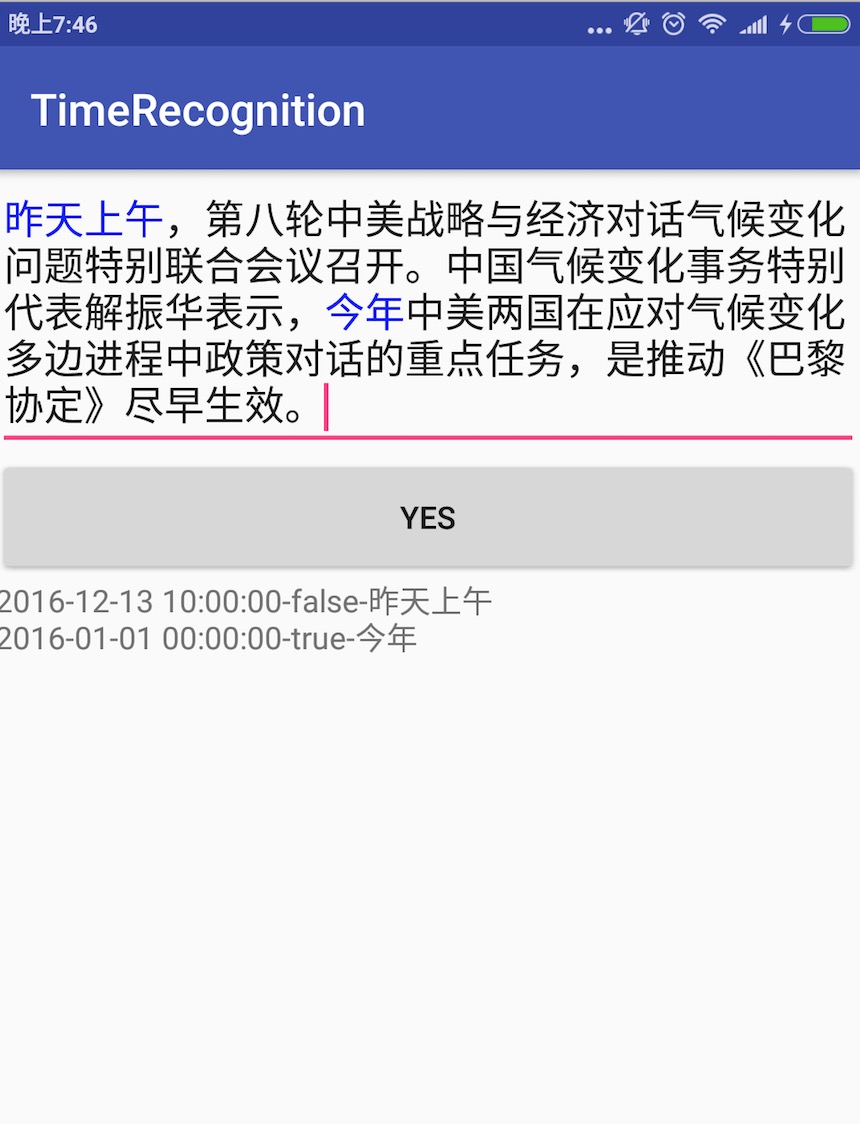 晚上7:46
TimeRecognition
昨天上午，第八轮中美战略与经济对话气候变化
问题特别联合会议召开。中国气候变化事务特别
代表解振华表示，今年中美两国在应对气候变化
多边进程中政策对话的重点任务，是推动《巴黎
协定》尽早生效。
YES
2016-12-13 10:00:00-false-昨天上午
2016-01-01 00:00:00-true-今年